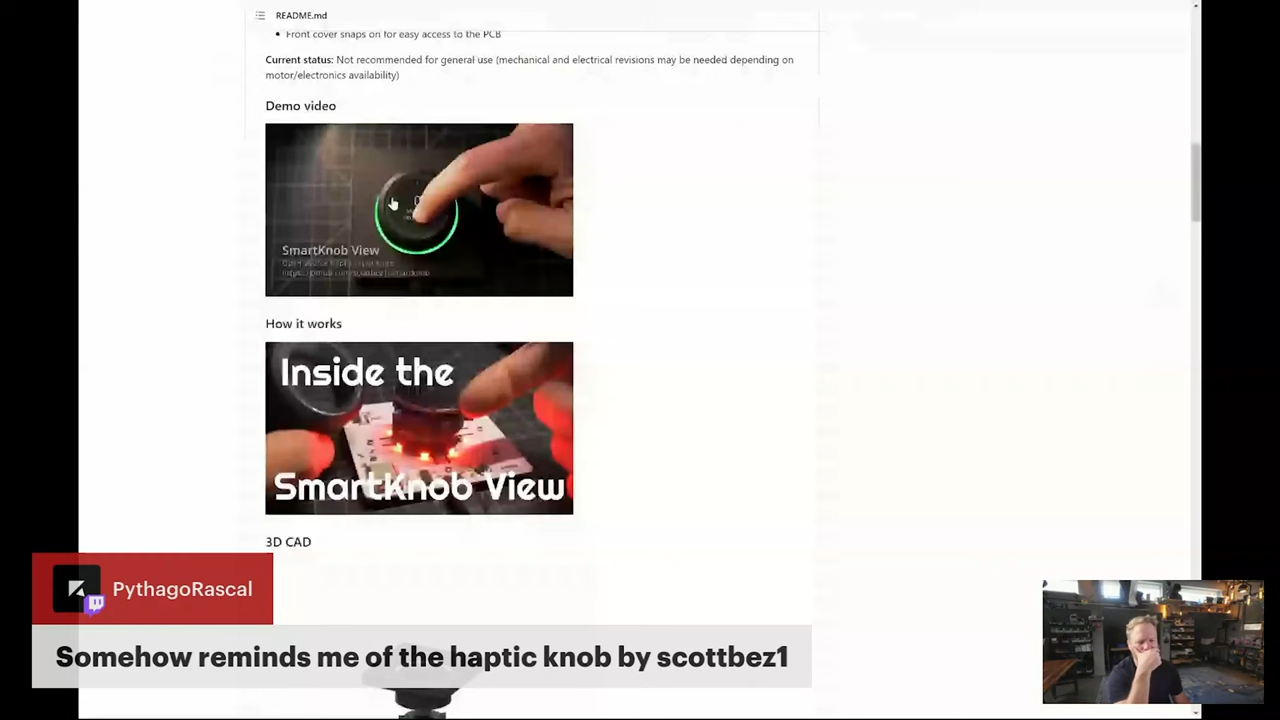 README.md
Front cover snaps on for easy access to the PCB
Current status: Not recommended for general use (mechanical and electrical revisions may be needed depending on
motor/electronics availability)
Demo video
SmartKnob View
How it works
Inside the
SmartKnob View
3D CAD
PythagoRascal
Somehow reminds me of the haptic knob by scottbez1